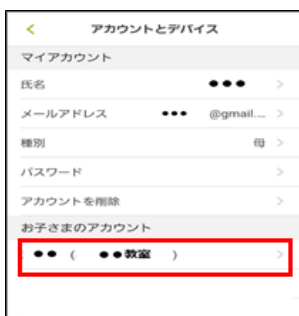 アカウントとデバイス
マイアカウント
氏名 ●●●
メールアドレス ●●● @gmail....
種別 母
パスワード
アカウントを削除
お子さまのアカウント
●● ( ●●教室 )